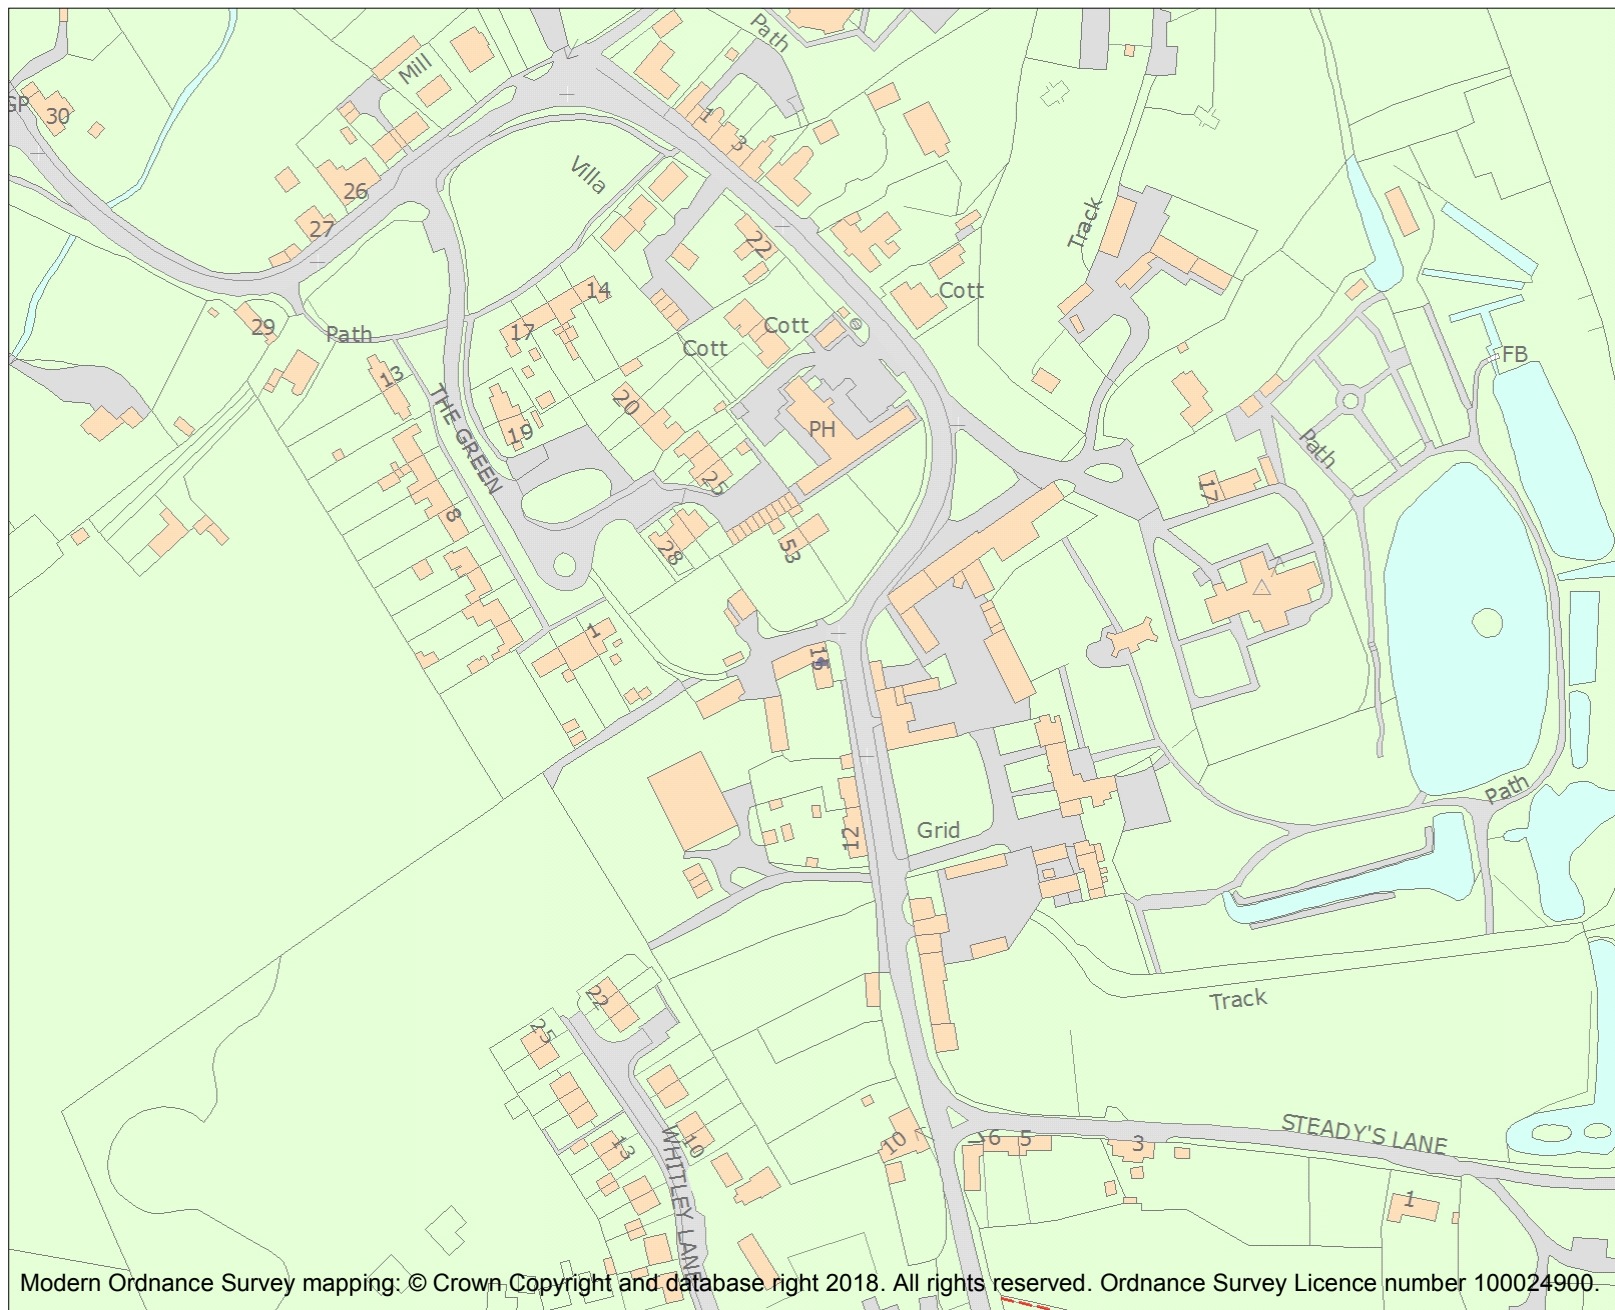 Path
Mill
GP
30
1
3
Villa
26
27
22
Track
Cott
14
29
Path
17
Cott
Cott
FB
13
THE GREEN
20
19
PH
25
Path
17
8
28
53
1
15
Path
12
Grid
Track
22
25
13
10
WHITLEY LANE
10
7
6
5
3
STEADY'S LANE
1
Modern Ordnance Survey mapping: © Crown Copyright and database right 2018. All rights reserved. Ordnance Survey Licence number 100024900.